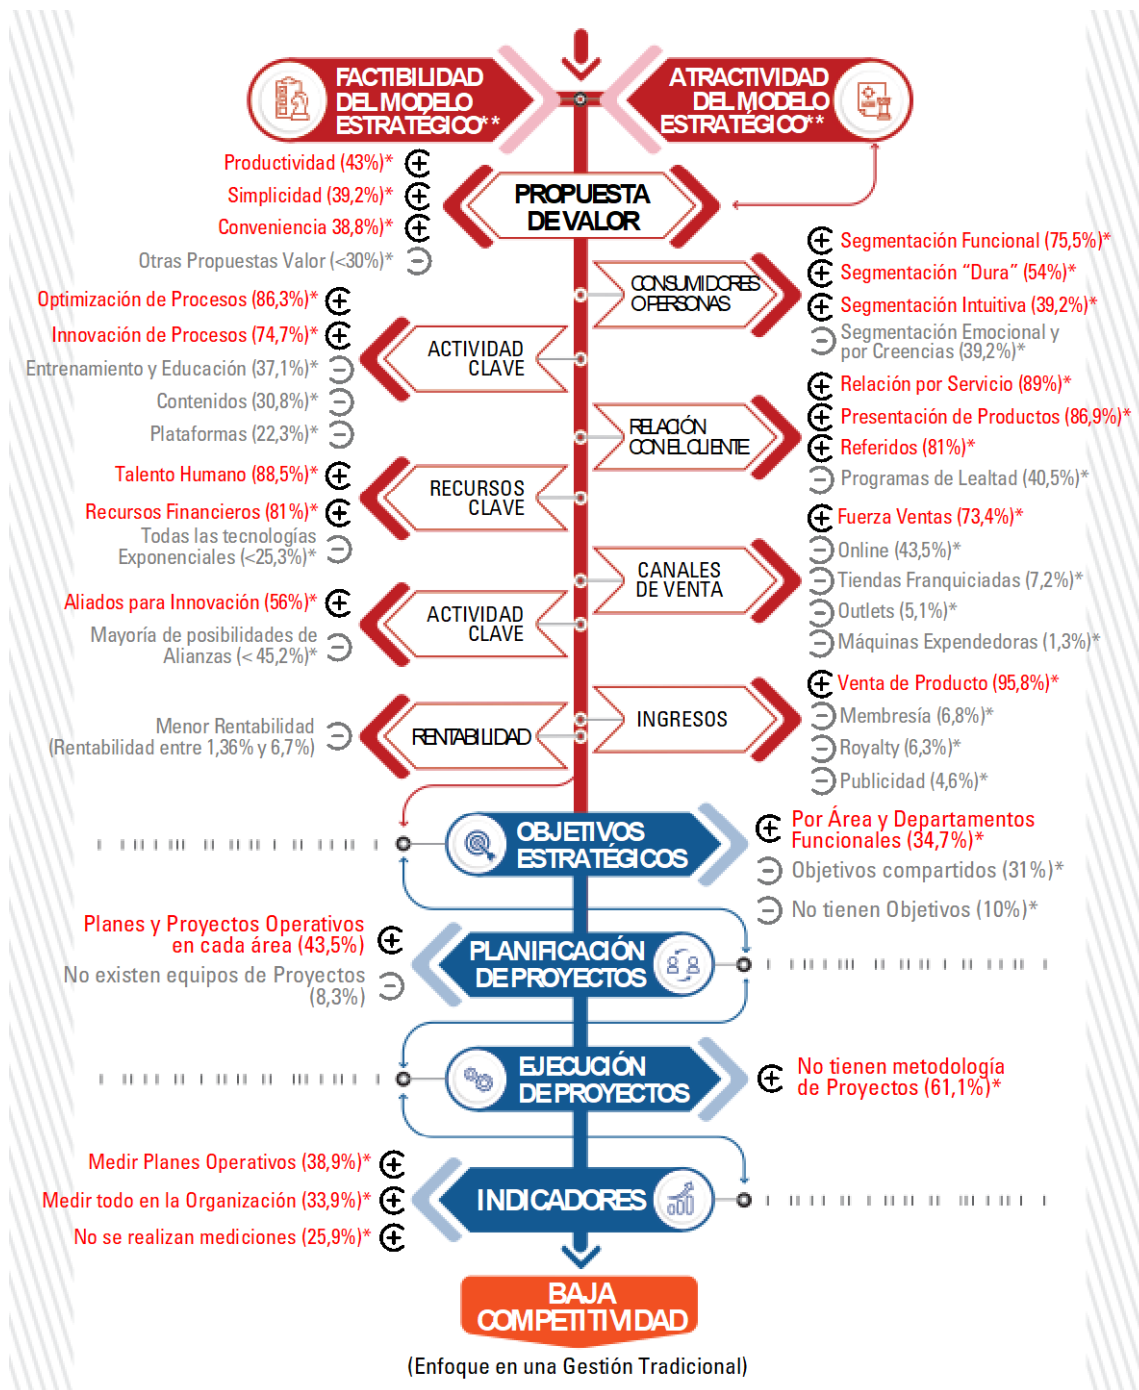 FACTIBILIDAD
DEL MODELO
ESTRATÉGICO**
ATRACTIVIDAD
DEL MODELO
ESTRATÉGICO**
Productividad (43%)*
Simplicidad (39,2%)*
Conveniencia 38,8%)*
Otras Propuestas Valor (<30%)*
PROPUESTA
DE VALOR
CONSUMIDORES
O PERSONAS
Segmentación Funcional (75,5%)*
Segmentación “Dura” (54%)*
Segmentación Intuitiva (39,2%)*
Segmentación Emocional y
por Creencias (39,2%)*
Optimización de Procesos (86,3%)*
Innovación de Procesos (74,7%)*
Entrenamiento y Educación (37,1%)*
Contenidos (30,8%)*
Plataformas (22,3%)*
ACTIVIDAD
CLAVE
RELACIÓN
CON EL CLIENTE
Relación por Servicio (89%)*
Presentación de Productos (86,9%)*
Referidos (81%)*
Programas de Lealtad (40,5%)*
Talento Humano (88,5%)*
Recursos Financieros (81%)*
Todas las tecnologías
Exponenciales (<25,3%)*
RECURSOS
CLAVE
CANALES
DE VENTA
Fuerza Ventas (73,4%)*
Online (43,5%)*
Tiendas Franquiciadas (7,2%)*
Outlets (5,1%)*
Máquinas Expendedoras (1,3%)*
Aliados para Innovación (56%)*
Mayoría de posibilidades de
Alianzas (< 45,2%)*
ACTIVIDAD
CLAVE
INGRESOS
Venta de Producto (95,8%)*
Membresía (6,8%)*
Royalty (6,3%)*
Publicidad (4,6%)*
Menor Rentabilidad
(Rentabilidad entre 1,36% y 6,7%)
RENTABILIDAD
OBJETIVOS
ESTRATÉGICOS
Por Área y Departamentos
Funcionales (34,7%)*
Objetivos compartidos (31%)*
No tienen Objetivos (10%)*
Planes y Proyectos Operativos
en cada área (43,5%)
No existen equipos de Proyectos
(8,3%)
PLANIFICACIÓN
DE PROYECTOS
EJECUCIÓN
DE PROYECTOS
No tienen metodología
de Proyectos (61,1%)*
Medir Planes Operativos (38,9%)*
Medir todo en la Organización (33,9%)*
No se realizan mediciones (25,9%)*
INDICADORES
BAJA
COMPETITIVIDAD
(Enfoque en una Gestión Tradicional)